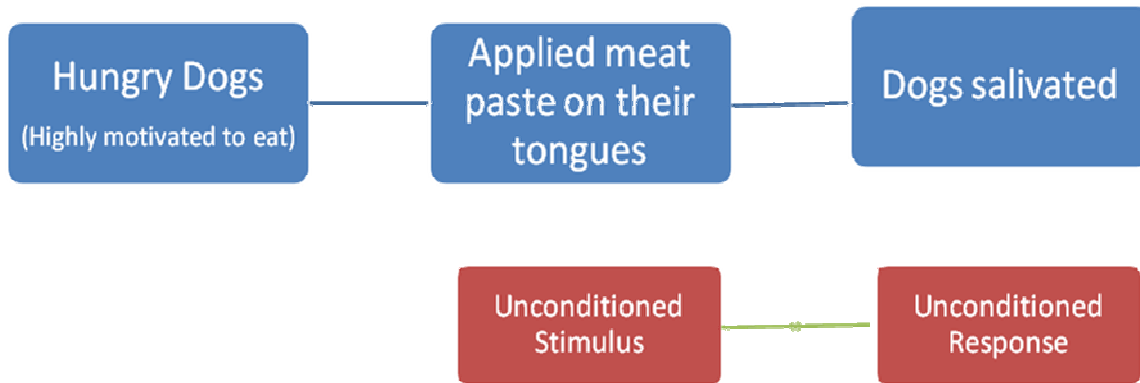 Hungry Dogs
(Highly motivated to eat)
Applied meat
paste on their
tongues
Dogs salivated
Unconditioned
Stimulus
Unconditioned
Response